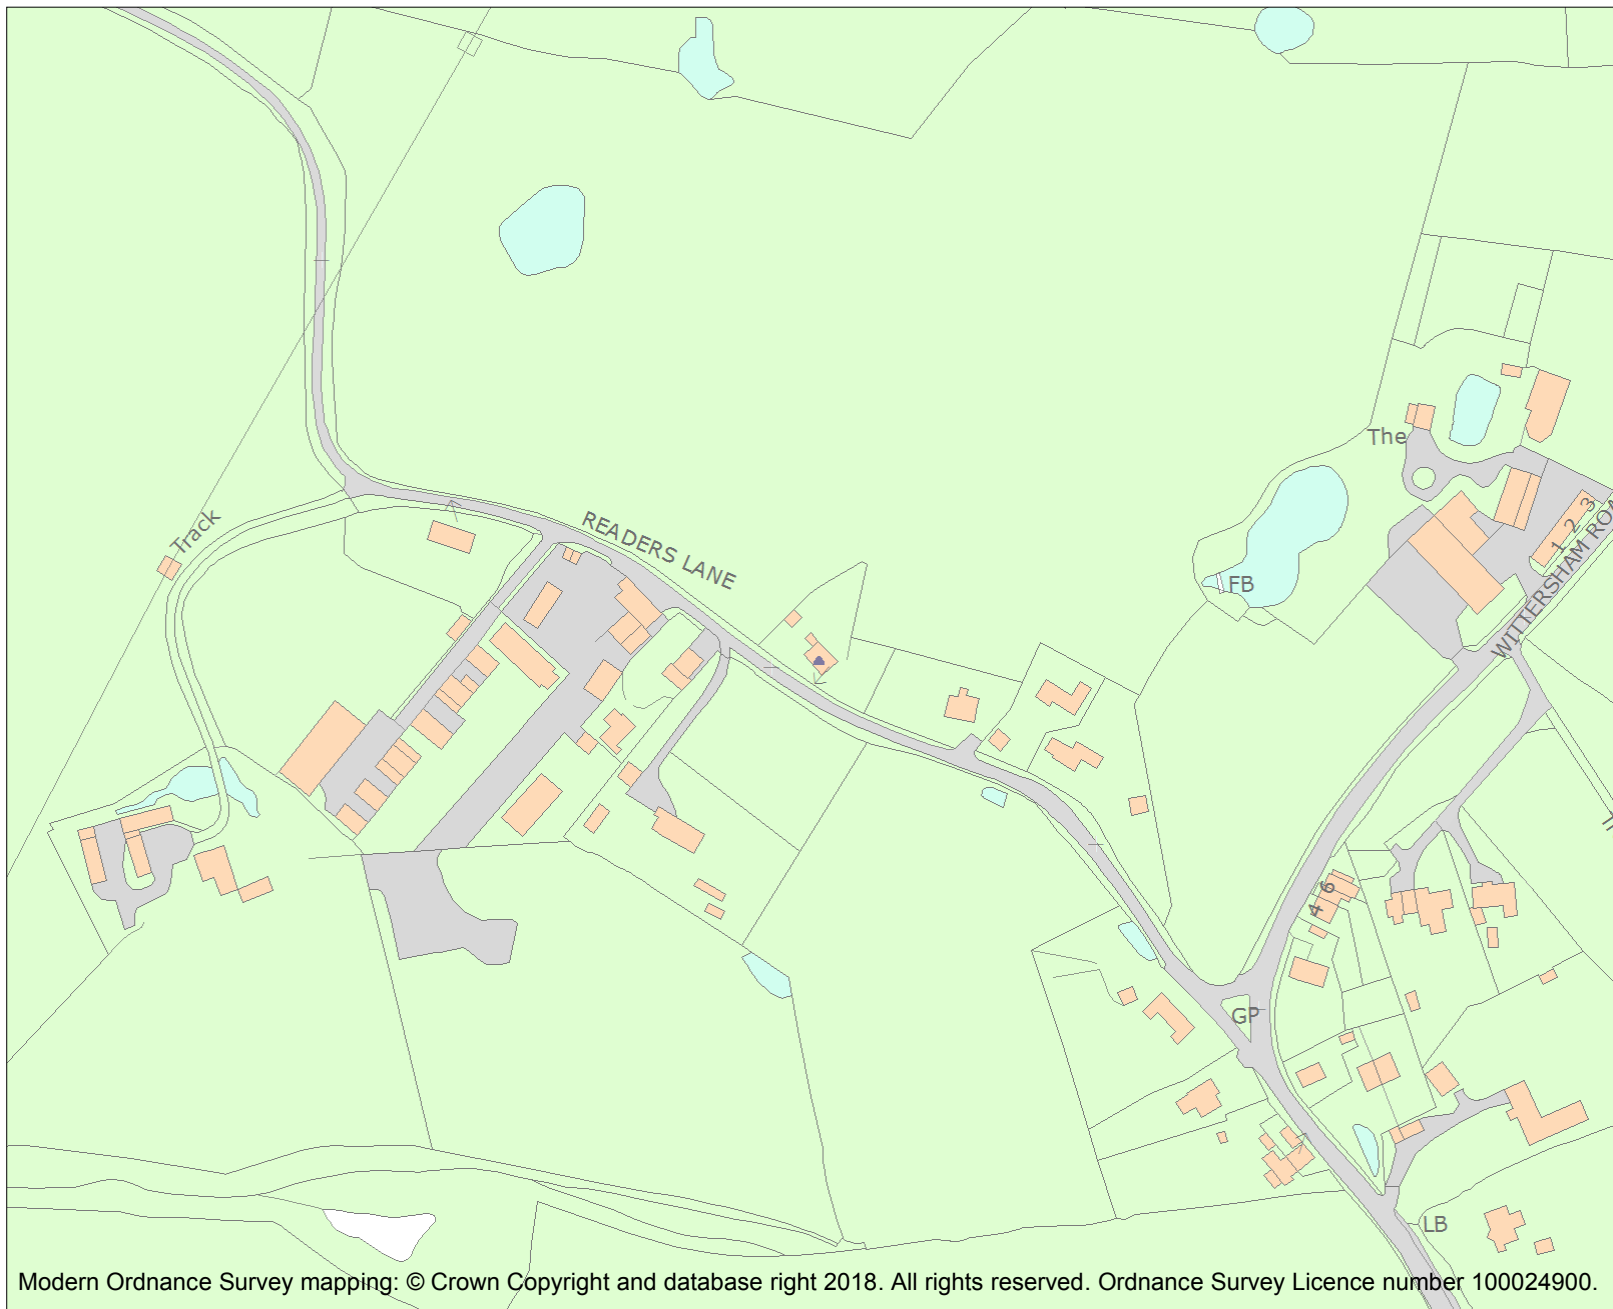 The
Track
READERS LANE
1 2 3
FB
WITTERSHAM
4 6
GP
LB
Modern Ordnance Survey mapping: © Crown Copyright and database right 2018. All rights reserved. Ordnance Survey Licence number 100024900.